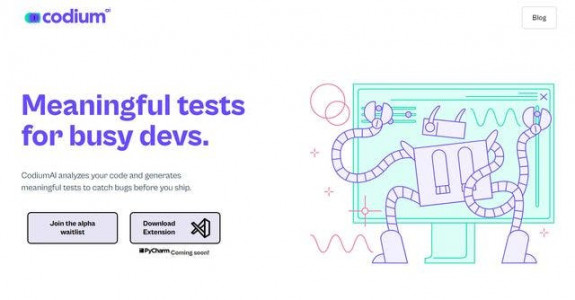 codium ai
Blog
Meaningful tests
for busy devs.
CodiumAI analyzes your code and generates
meaningful tests to catch bugs before you ship.
Join the alpha
waitlist
Download
Extension
PyCharm Coming soon!